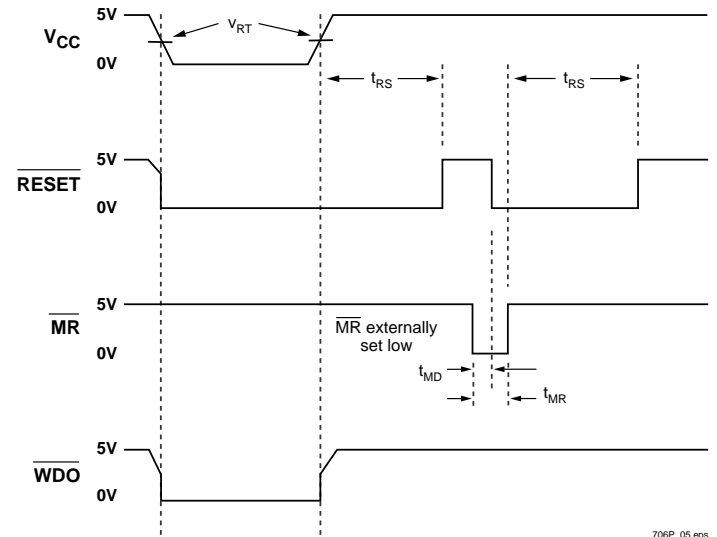 5V
VRT
VCC
0V
tRS
tRS
5V
RESET
0V
5V
MR
MR externally
set low
0V
tMD
tMR
5V
WDO
0V
706P_05.eps